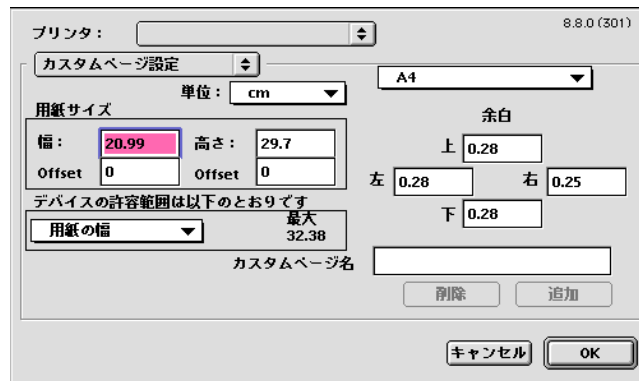 プリンタ：
8.8.0 (301)
カスタムページ設定
単位： cm
A4
用紙サイズ
幅： 20.99 高さ： 29.7
Offset 0 Offset 0
余白
上 0.28
左 0.28 右 0.25
下 0.28
デバイスの許容範囲は以下のとおりです
用紙の幅
最大
32.38
カスタムページ名
削除 追加
キャンセル OK